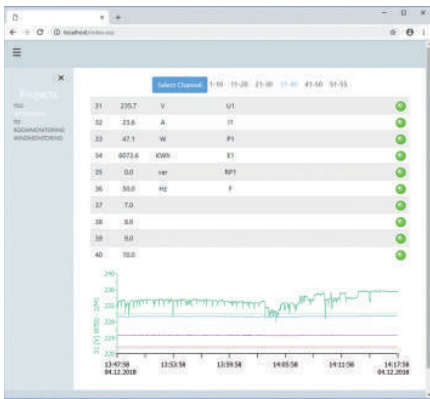 localhost/index.asp
Projects
ROOMMONITORING
WINDMONITORING
Select Channel 1-10 11-20 21-30 31-40 41-50 51-55
31 235.7 V U1
32 23.6 A I1
33 47.1 W P1
34 6072.6 KWh E1
35 0.0 var RP1
36 50.0 Hz F
37 7.0
38 8.0
39 9.0
40 10.0
240
230
13:47:58 13:53:58 13:59:58 14:05:58 14:11:58 14:17:58
04.12.2018 04.12.2018